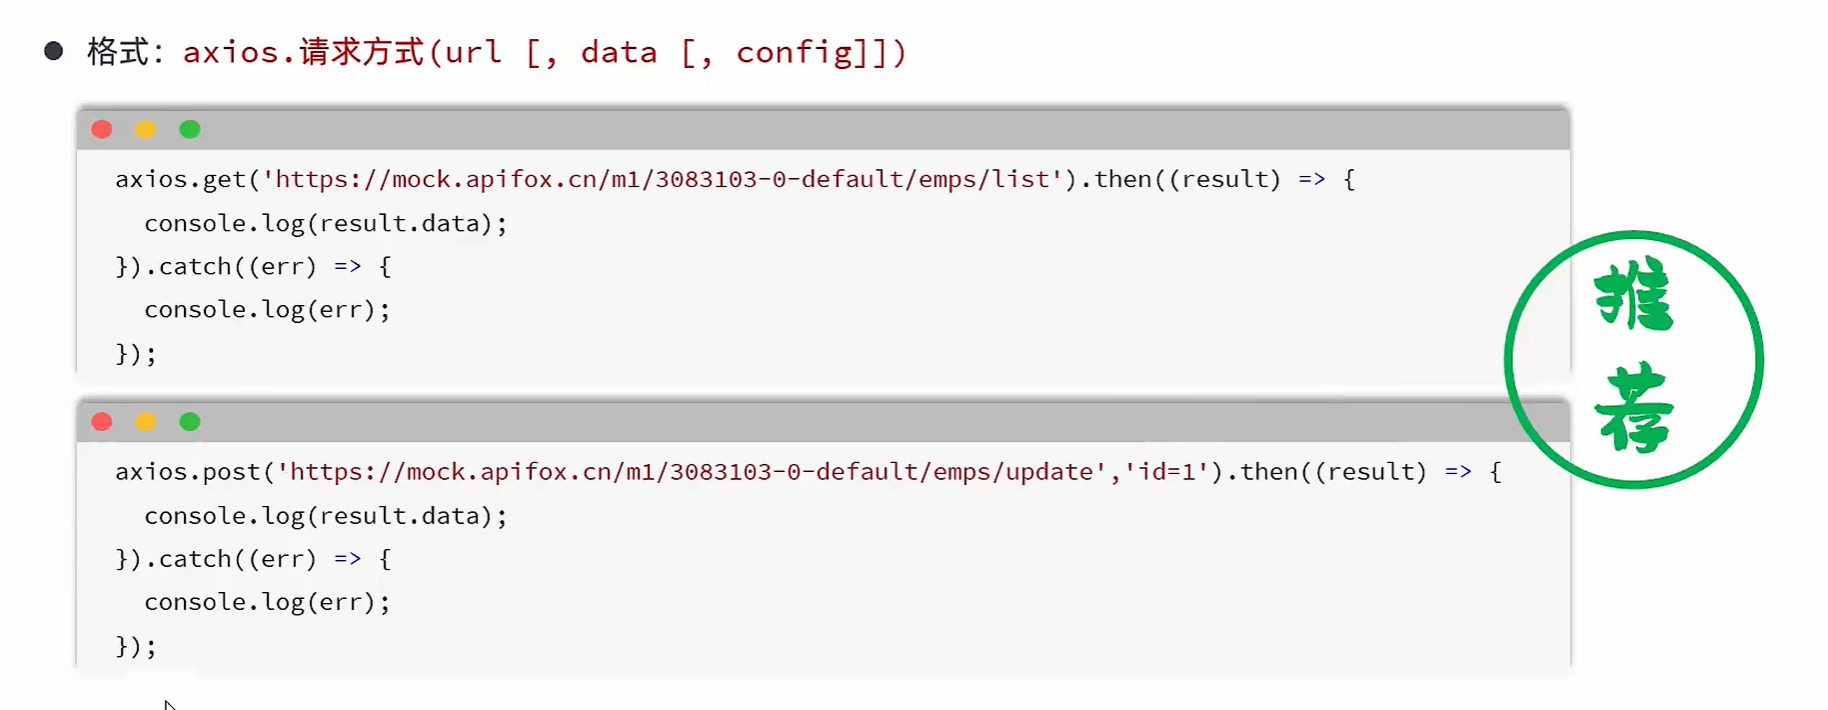 ● 格式：axios.请求方式(url [, data [, config]])
axios.get('https://mock.apifox.cn/m1/3083103-0-default/emps/list').then((result) => {
  console.log(result.data);
}).catch((err) => {
  console.log(err);
});
axios.post('https://mock.apifox.cn/m1/3083103-0-default/emps/update','id=1').then((result) => {
  console.log(result.data);
}).catch((err) => {
  console.log(err);
});
推
荐